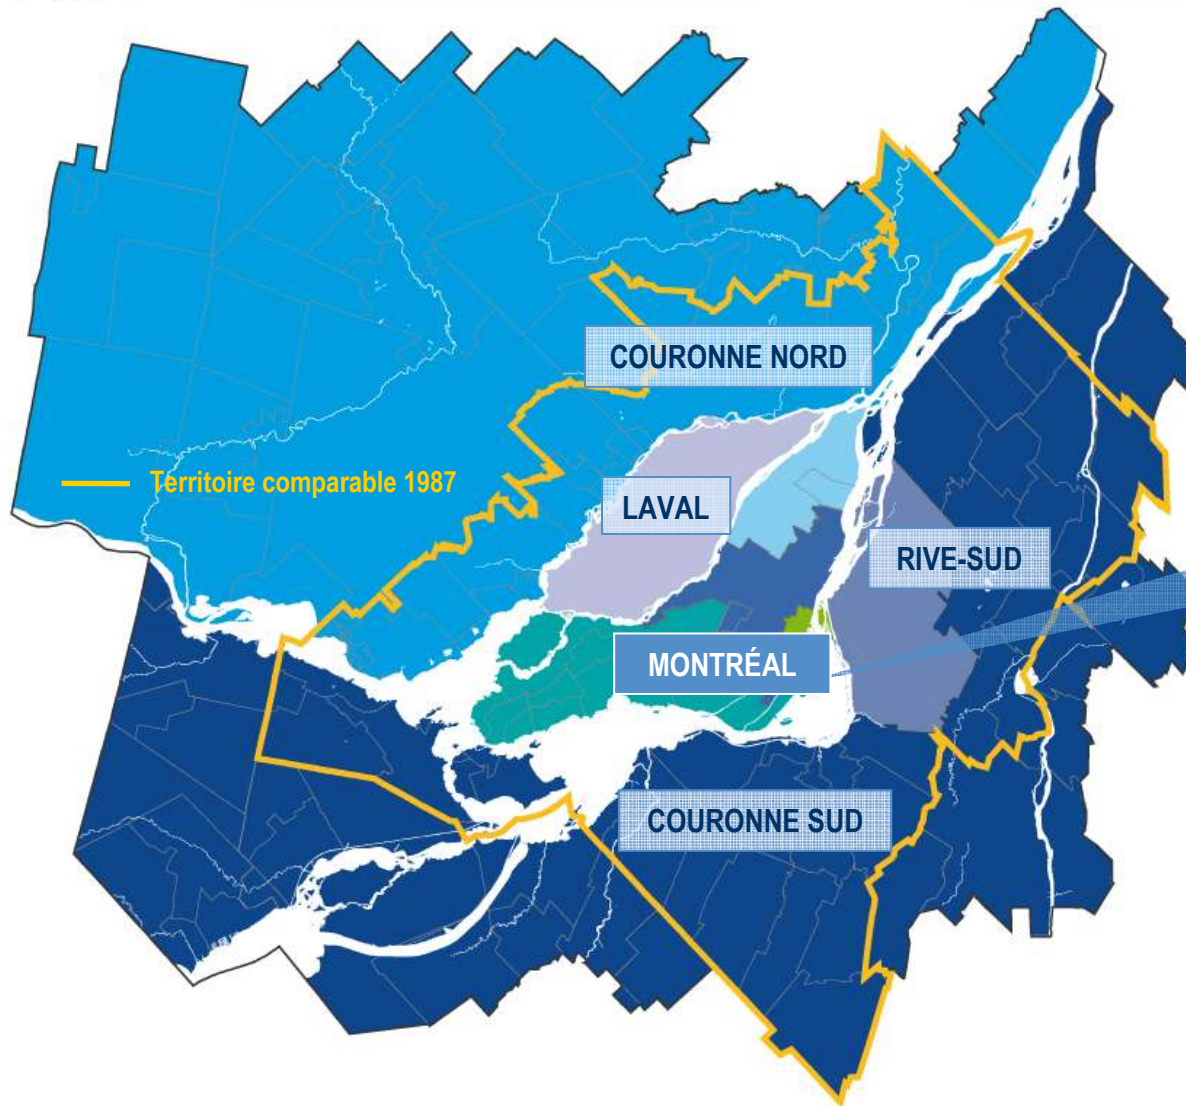 COURONNE NORD
Territoire comparable 1987
LAVAL
RIVE-SUD
MONTRÉAL
COURONNE SUD